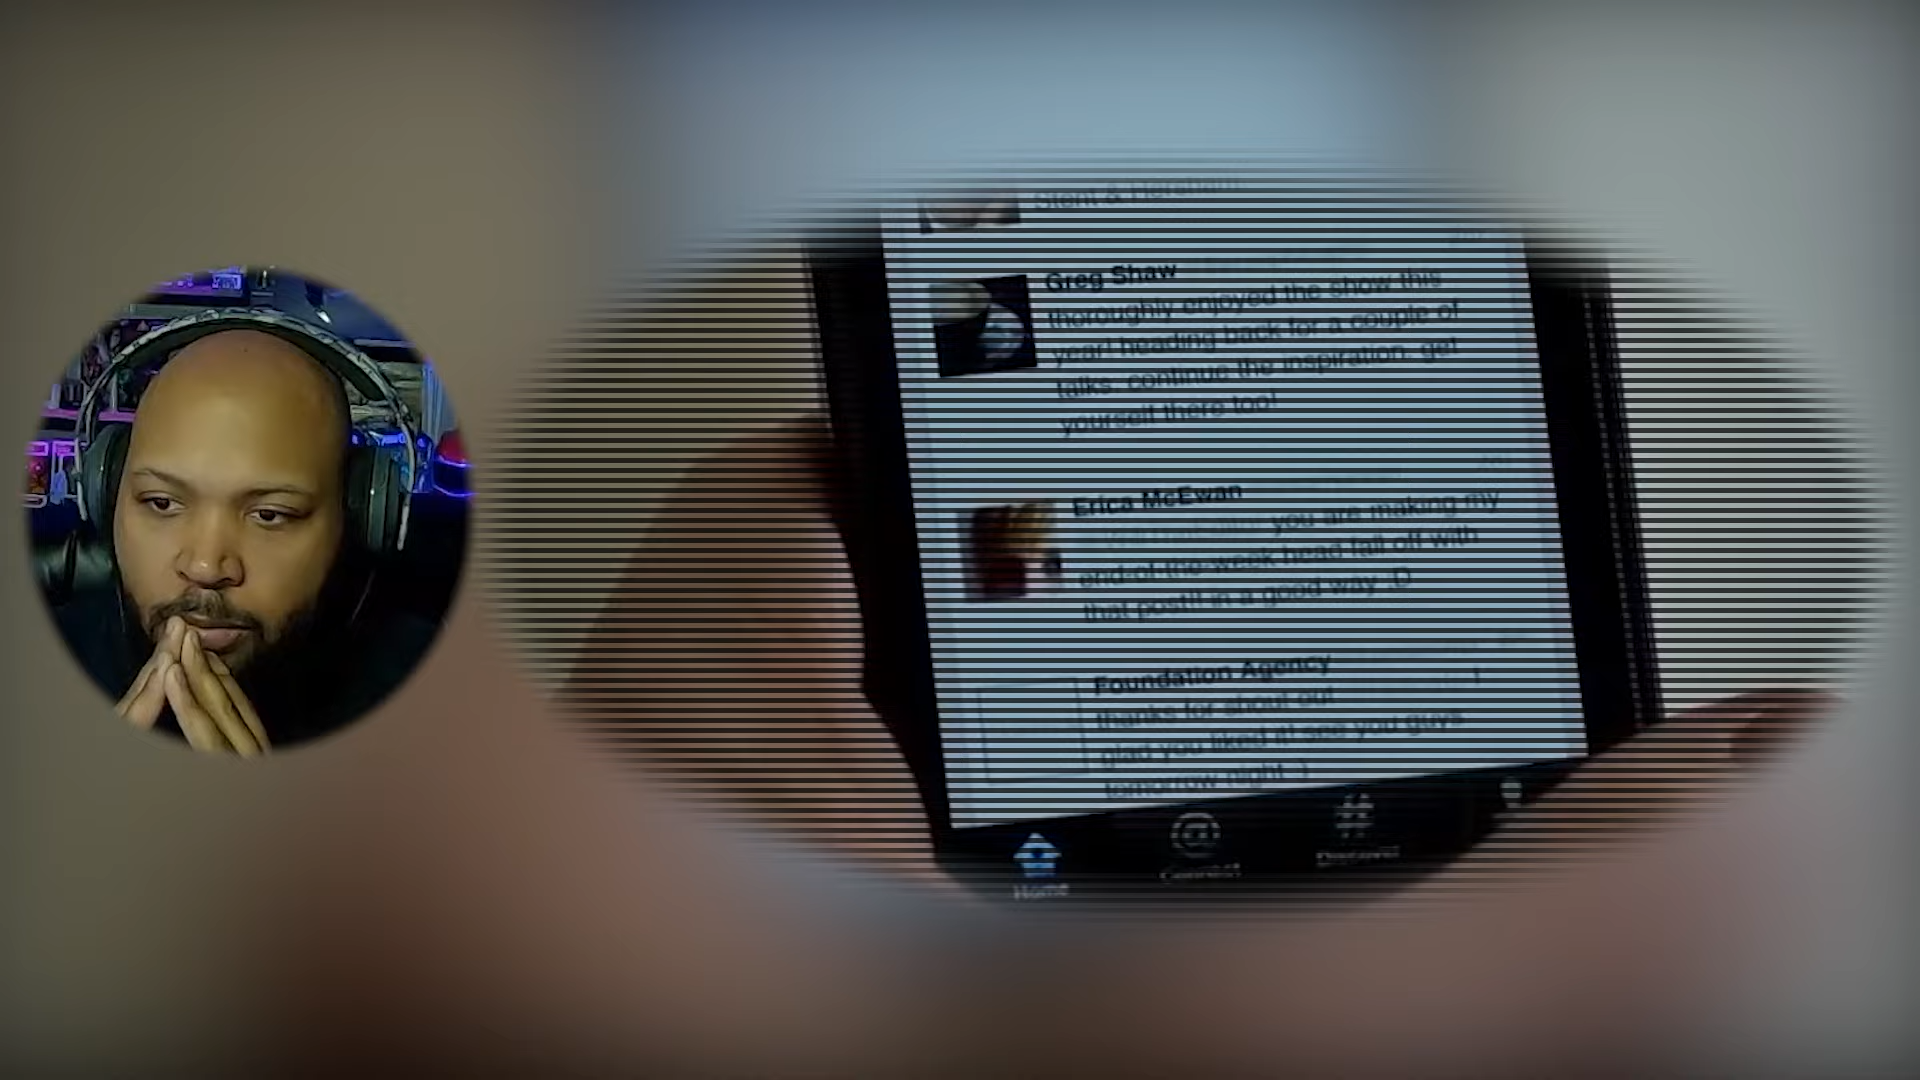 Stent & Hersham
Greg Shaw
thoroughly enjoyed the show this
year! heading back for a couple of
talks. continue the inspiration. get
yourself there too!
Erica McEwan
you are making my
end-of-the-week head fall off with
that post!! in a good way :D
Foundation Agency
thanks for shout out
glad you liked it! see you guys
tomorrow night :)
Home
Connect
Discover